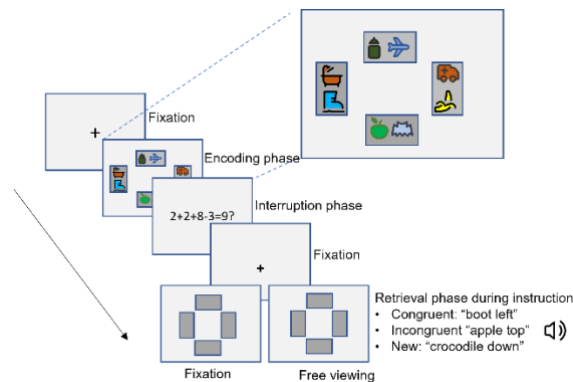 Fixation
Encoding phase
2+2+8-3=9?
Interruption phase
Fixation
Retrieval phase during instruction
• Congruent: “boot left”
• Incongruent “apple top”
• New: “crocodile down”
Fixation
Free viewing